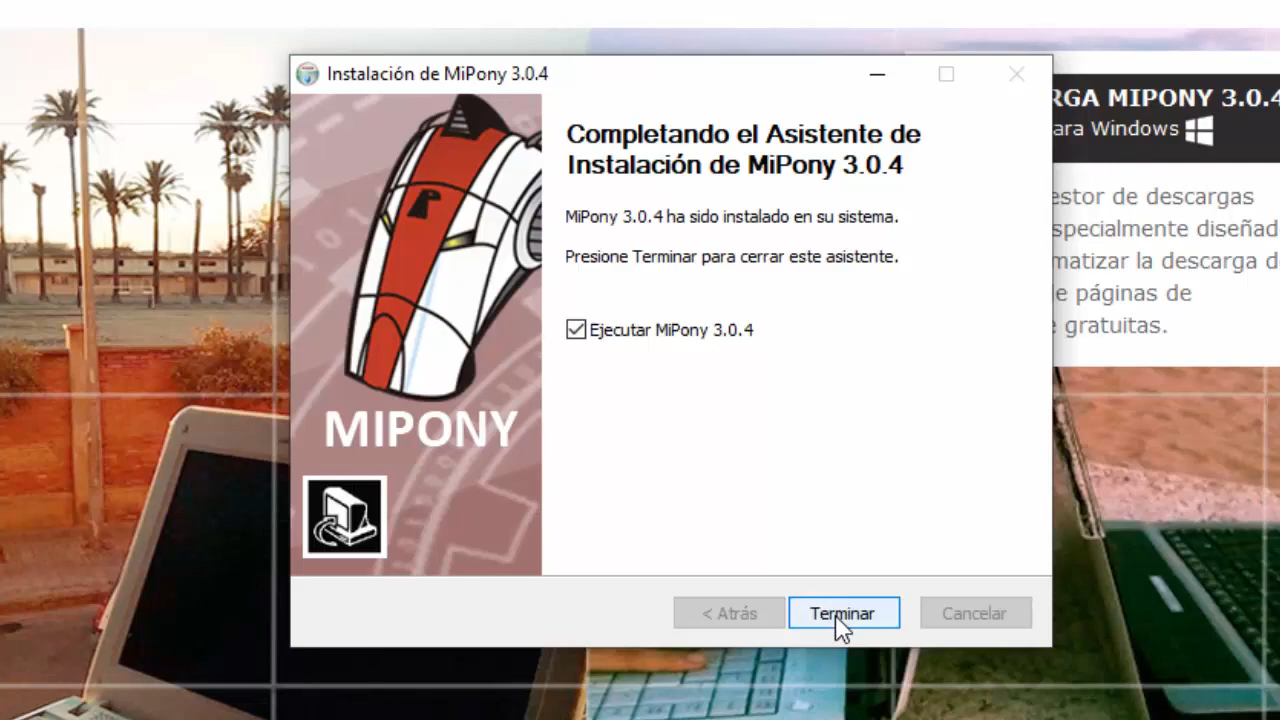 Instalación de MiPony 3.0.4
Completando el Asistente de
Instalación de MiPony 3.0.4
MiPony 3.0.4 ha sido instalado en su sistema.
Presione Terminar para cerrar este asistente.
Ejecutar MiPony 3.0.4
P
MIPONY
< Atrás
Terminar
Cancelar
RGA MIPONY 3.0.4
ara Windows
estor de descargas
specialmente diseñad
matizar la descarga d
e páginas de
gratuitas.